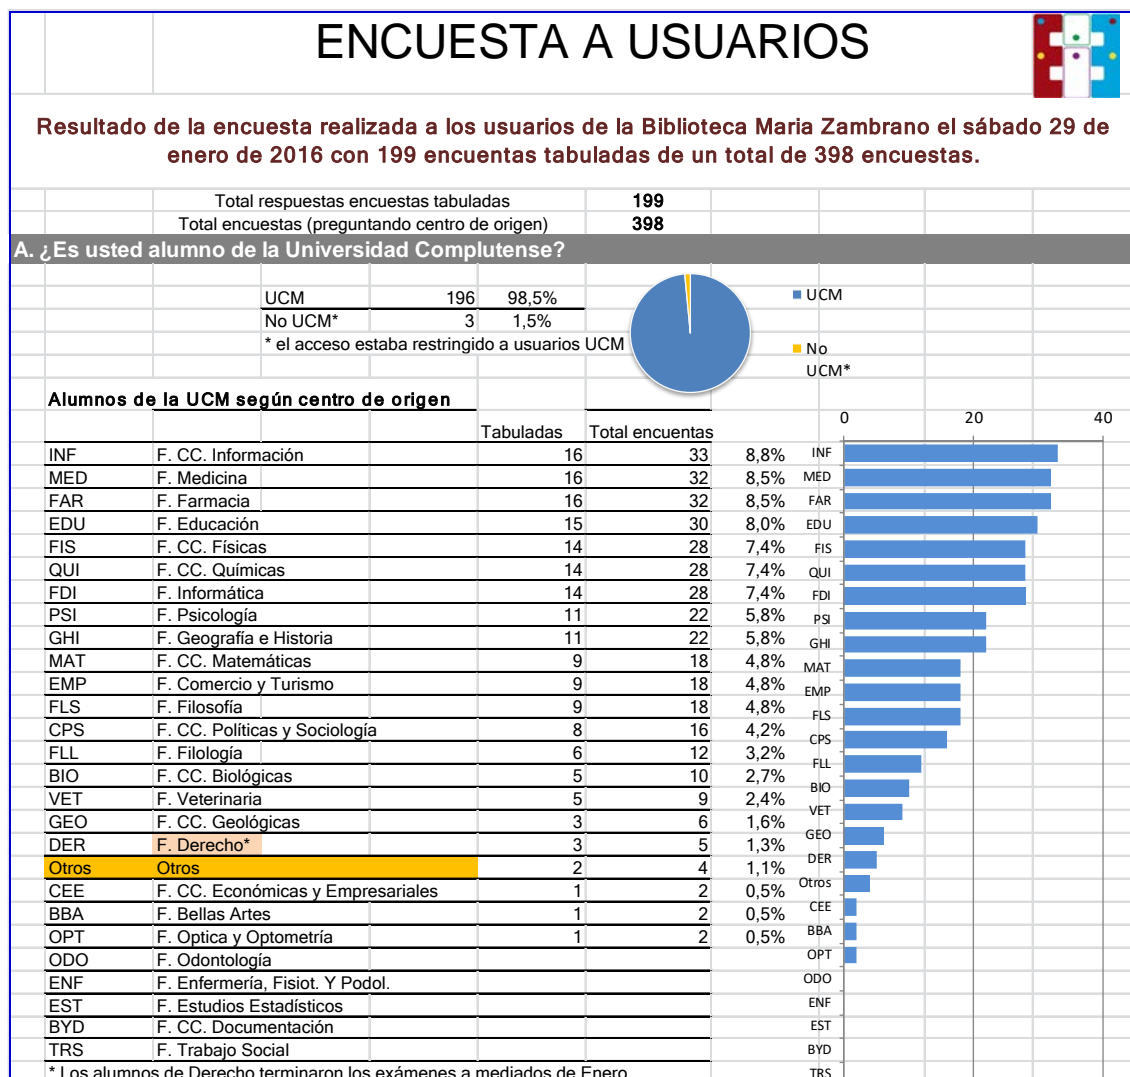 ENCUESTA A USUARIOS
Resultado de la encuesta realizada a los usuarios de la Biblioteca Maria Zambrano el sábado 29 de
enero de 2016 con 199 encuentas tabuladas de un total de 398 encuestas.
Total respuestas encuestas tabuladas 199
Total encuestas (preguntando centro de origen) 398
A. ¿Es usted alumno de la Universidad Complutense?
UCM 196 98,5%
No UCM* 3 1,5%
* el acceso estaba restringido a usuarios UCM
UCM
No
UCM*
Alumnos de la UCM según centro de origen
Tabuladas Total encuentas
INF F. CC. Información 16 33 8,8%
MED F. Medicina 16 32 8,5%
FAR F. Farmacia 16 32 8,5%
EDU F. Educación 15 30 8,0%
FIS F. CC. Físicas 14 28 7,4%
QUI F. CC. Químicas 14 28 7,4%
FDI F. Informática 14 28 7,4%
PSI F. Psicología 11 22 5,8%
GHI F. Geografía e Historia 11 22 5,8%
MAT F. CC. Matemáticas 9 18 4,8%
EMP F. Comercio y Turismo 9 18 4,8%
FLS F. Filosofía 9 18 4,8%
CPS F. CC. Políticas y Sociología 8 16 4,2%
FLL F. Filología 6 12 3,2%
BIO F. CC. Biológicas 5 10 2,7%
VET F. Veterinaria 5 9 2,4%
GEO F. CC. Geológicas 3 6 1,6%
DER F. Derecho* 3 5 1,3%
Otros Otros 2 4 1,1%
CEE F. CC. Económicas y Empresariales 1 2 0,5%
BBA F. Bellas Artes 1 2 0,5%
OPT F. Optica y Optometría 1 2 0,5%
ODO F. Odontología
ENF F. Enfermería, Fisiot. Y Podol.
EST F. Estudios Estadísticos
BYD F. CC. Documentación
TRS F. Trabajo Social
* Los alumnos de Derecho terminaron los exámenes a mediados de Enero
0 20 40
INF
MED
FAR
EDU
FIS
QUI
FDI
PSI
GHI
MAT
EMP
FLS
CPS
FLL
BIO
VET
GEO
DER
Otros
CEE
BBA
OPT
ODO
ENF
EST
BYD
TRS